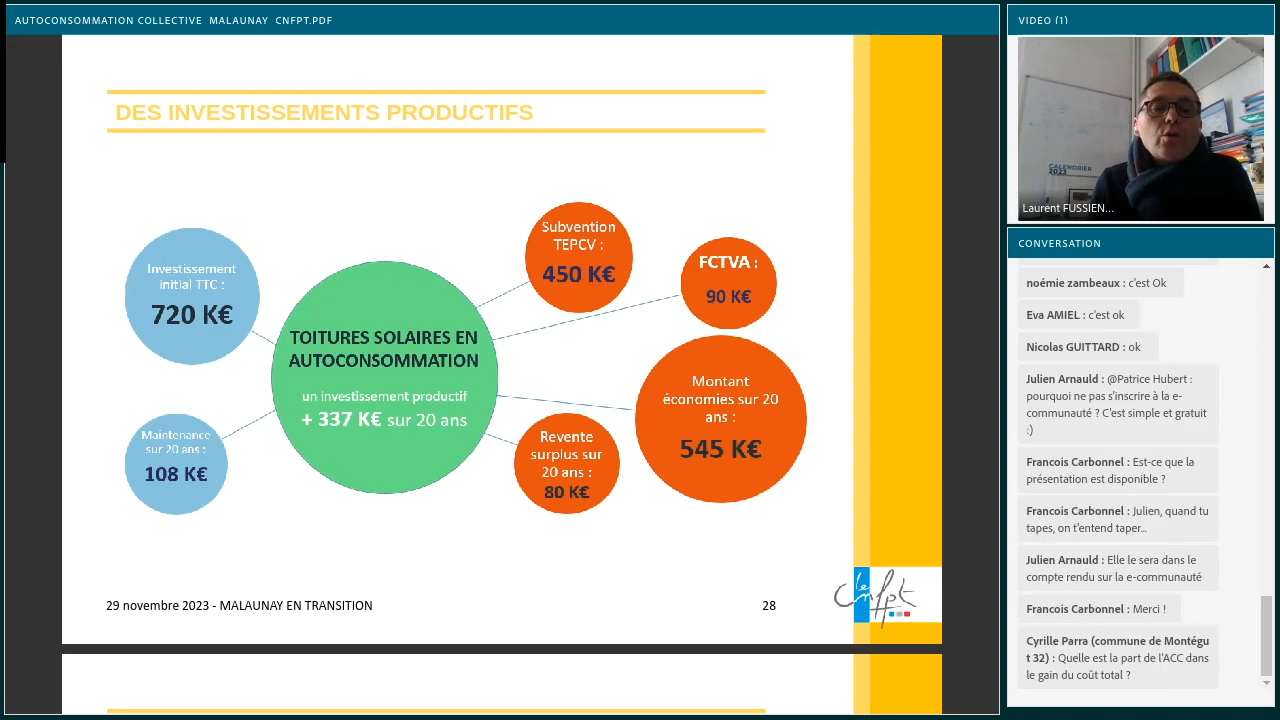 AUTOCONSOMMATION COLLECTIVE MALAUNAY CNFPT.PDF
DES INVESTISSEMENTS PRODUCTIFS
Investissement
initial TTC :
720 K€
Maintenance
sur 20 ans :
108 K€
TOITURES SOLAIRES EN
AUTOCONSOMMATION
un investissement productif
+ 337 K€ sur 20 ans
Subvention
TEPCV :
450 K€
FCTVA :
90 K€
Montant
économies sur 20
ans :
545 K€
Revente
surplus sur
20 ans :
80 K€
29 novembre 2023 - MALAUNAY EN TRANSITION
28
cnfpt
VIDEO (1)
CALENDRIER
2023
Laurent FUSSIEN...
CONVERSATION
noémie zambeaux : c'est Ok
Eva AMIEL : c'est ok
Nicolas GUITTARD : ok
Julien Arnauld : @Patrice Hubert :
pourquoi ne pas s'inscrire à la e-
communauté ? C'est simple et gratuit
:)
Francois Carbonnel : Est-ce que la
présentation est disponible ?
Francois Carbonnel : Julien, quand tu
tapes, on t'entend taper...
Julien Arnauld : Elle le sera dans le
compte rendu sur la e-communauté
Francois Carbonnel : Merci !
Cyrille Parra (commune de Montégu
t 32) : Quelle est la part de l'ACC dans
le gain du coût total ?